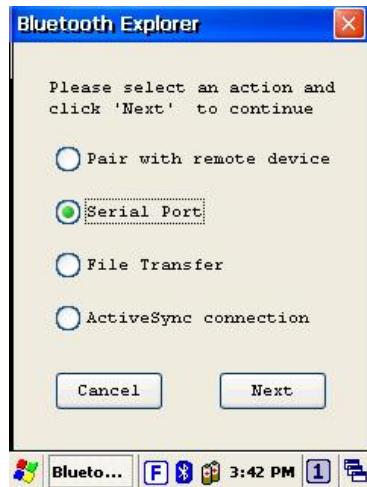 Bluetooth Explorer
Please select an action and
click 'Next' to continue
Pair with remote device
Serial Port
File Transfer
ActiveSync connection
Cancel Next
Blueto... F 3:42 PM 1